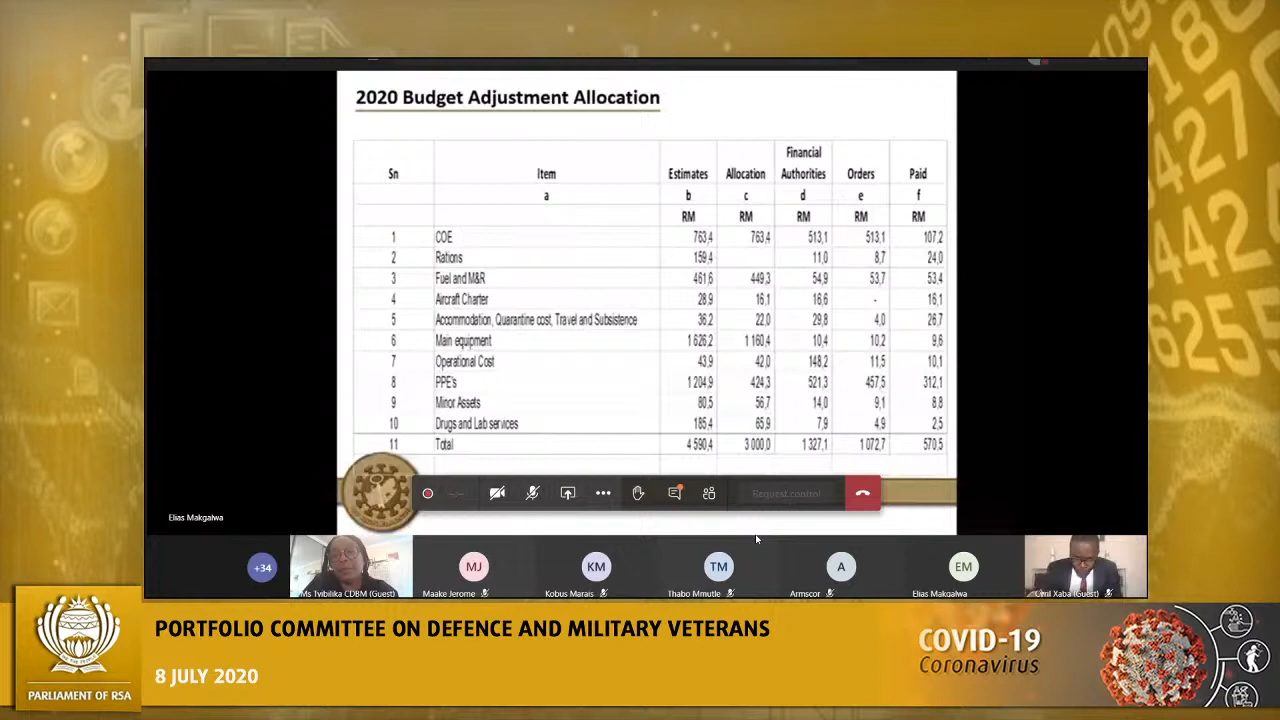 2020 Budget Adjustment Allocation
Sn Item Estimates Allocation Financial Authorities Orders Paid
a b c d e f
RM RM RM RM RM
1 COE 763,4 763,4 513,1 513,1 107,2
2 Rations 159,4 11,0 8,7 24,0
3 Fuel and M&R 461,6 449,3 54,9 53,7 53,4
4 Aircraft Charter 28,9 16,1 16,6 - 16,1
5 Accommodation, Quarantine cost, Travel and Subsistence 36,2 22,0 29,8 4,0 26,7
6 Main equipment 1 626,2 1 160,4 10,4 10,2 9,6
7 Operational Cost 43,9 42,0 148,2 11,5 10,1
8 PPE's 1 204,9 424,3 521,3 457,5 312,1
9 Minor Assets 80,5 56,7 14,0 9,1 8,8
10 Drugs and Lab services 185,4 65,9 7,9 4,9 2,5
11 Total 4 590,4 3 000,0 1 327,1 1 072,7 570,5
Request control
Elias Makgalwa
+34 MJ KM TM A EM
Ms Tvbilika CDBM (Guest) Maake Jerome Kobus Marais Thabo Mmutle Armscor Elias Makgalwa Cyril Xaba (Guest)
PORTFOLIO COMMITTEE ON DEFENCE AND MILITARY VETERANS
8 JULY 2020
PARLIAMENT OF RSA
COVID-19
Coronavirus